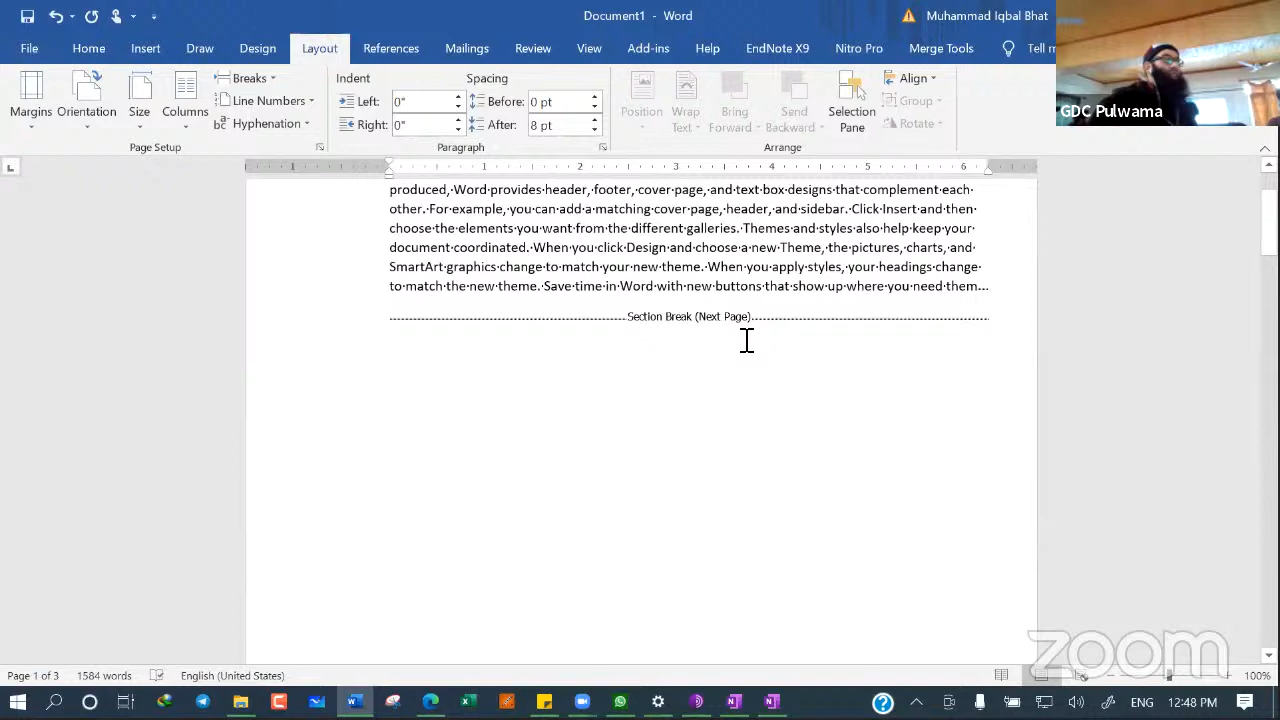 Document1 - Word
Muhammad Iqbal Bhat
File Home Insert Draw Design Layout References Mailings Review View Add-ins Help EndNote X9 Nitro Pro Merge Tools Tell m
Margins Orientation Size Columns
Breaks
Line Numbers
Hyphenation
Page Setup
Indent Spacing
Left: 0" Before: 0 pt
Right: 0" After: 8 pt
Paragraph
Position Wrap Text Bring Forward Send Backward Selection Pane
Align
Group
Rotate
Arrange
GDC Pulwama
1 1 2 3 4 5 6
produced, Word provides header, footer, cover page, and text box designs that complement each
other. For example, you can add a matching cover page, header, and sidebar. Click Insert and then
choose the elements you want from the different galleries. Themes and styles also help keep your
document coordinated. When you click Design and choose a new Theme, the pictures, charts, and
SmartArt graphics change to match your new theme. When you apply styles, your headings change
to match the new theme. Save time in Word with new buttons that show up where you need them.
Section Break (Next Page)
zoom
Page 1 of 3 1584 words English (United States) 100%
ENG 12:48 PM